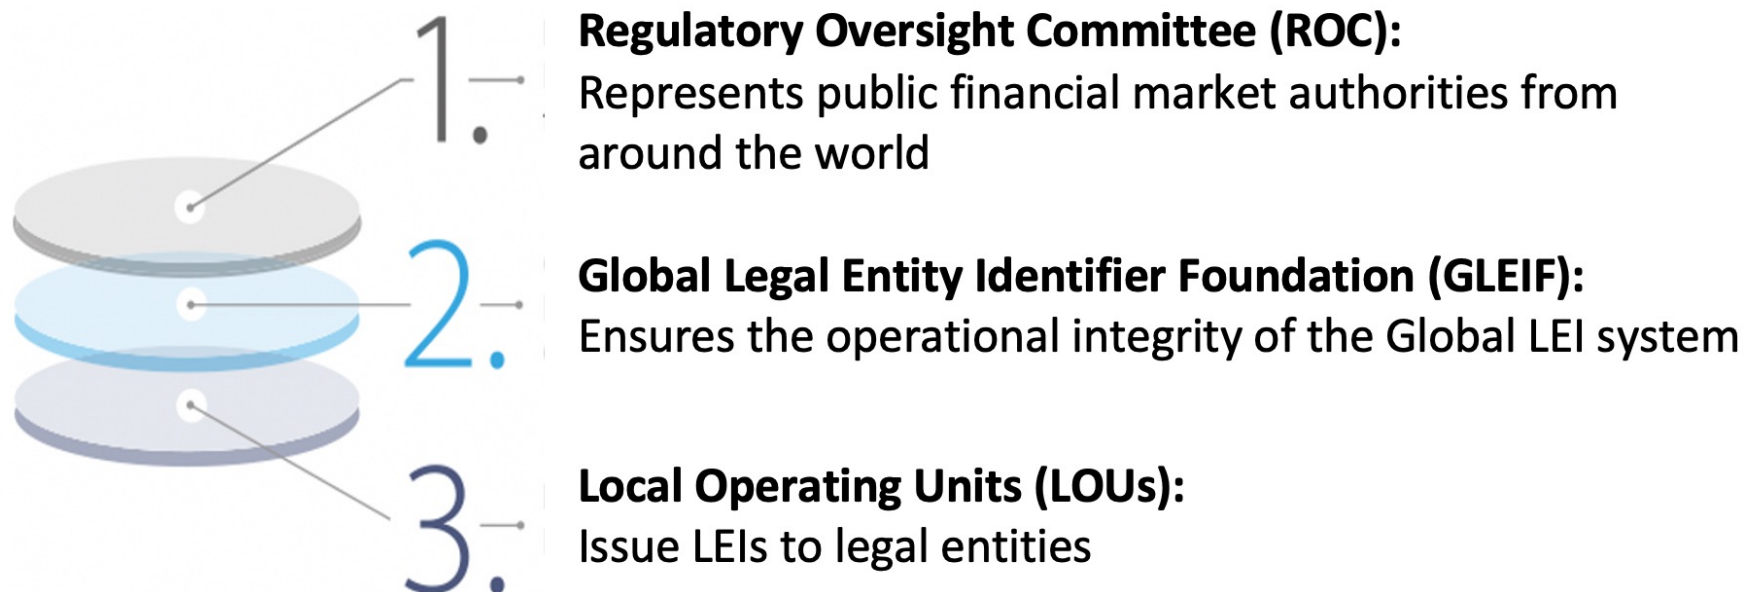 1.
Regulatory Oversight Committee (ROC):
Represents public financial market authorities from
around the world
2.
Global Legal Entity Identifier Foundation (GLEIF):
Ensures the operational integrity of the Global LEI system
3.
Local Operating Units (LOUs):
Issue LEIs to legal entities